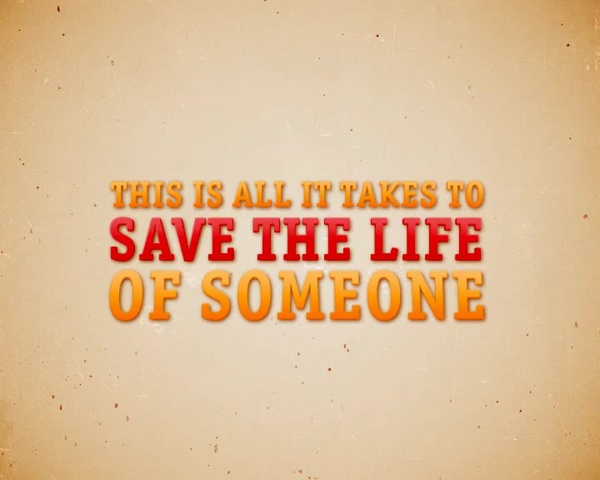 THIS IS ALL IT TAKES TO
SAVE THE LIFE
OF SOMEONE